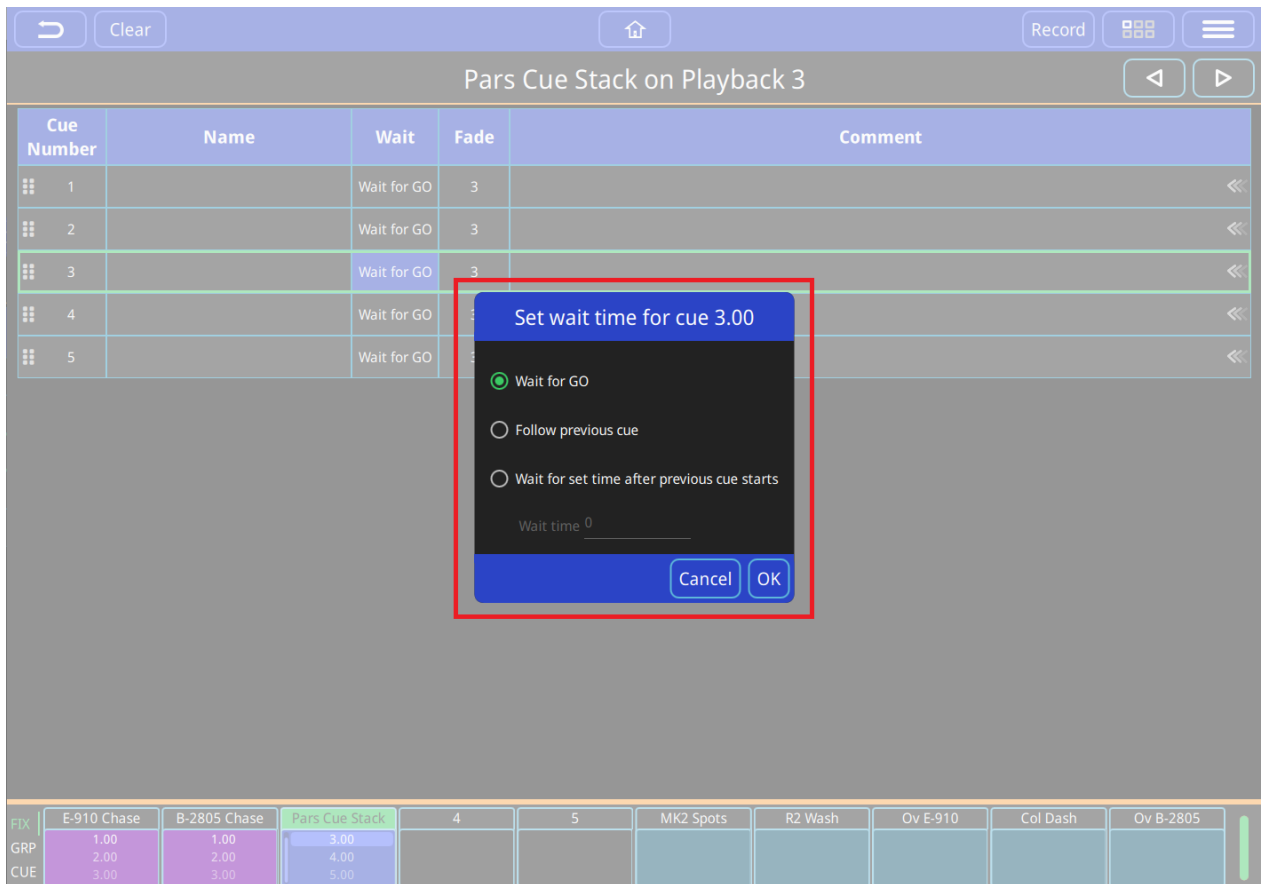 Clear
Record
Pars Cue Stack on Playback 3
Cue Number Name Wait Fade Comment
1 Wait for GO 3
2 Wait for GO 3
3 Wait for GO 3
4 Wait for GO 3
5 Wait for GO 3
Set wait time for cue 3.00
Wait for GO
Follow previous cue
Wait for set time after previous cue starts
Wait time 0
Cancel OK
FIX E-910 Chase B-2805 Chase Pars Cue Stack 4 5 MK2 Spots R2 Wash Ov E-910 Col Dash Ov B-2805
1.00 1.00 3.00
GRP 2.00 2.00 4.00
CUE 3.00 3.00 5.00